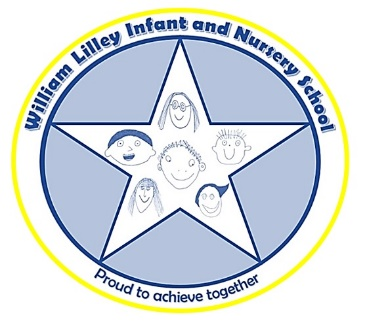 William Lilley Infant and Nursery School
Proud to achieve together